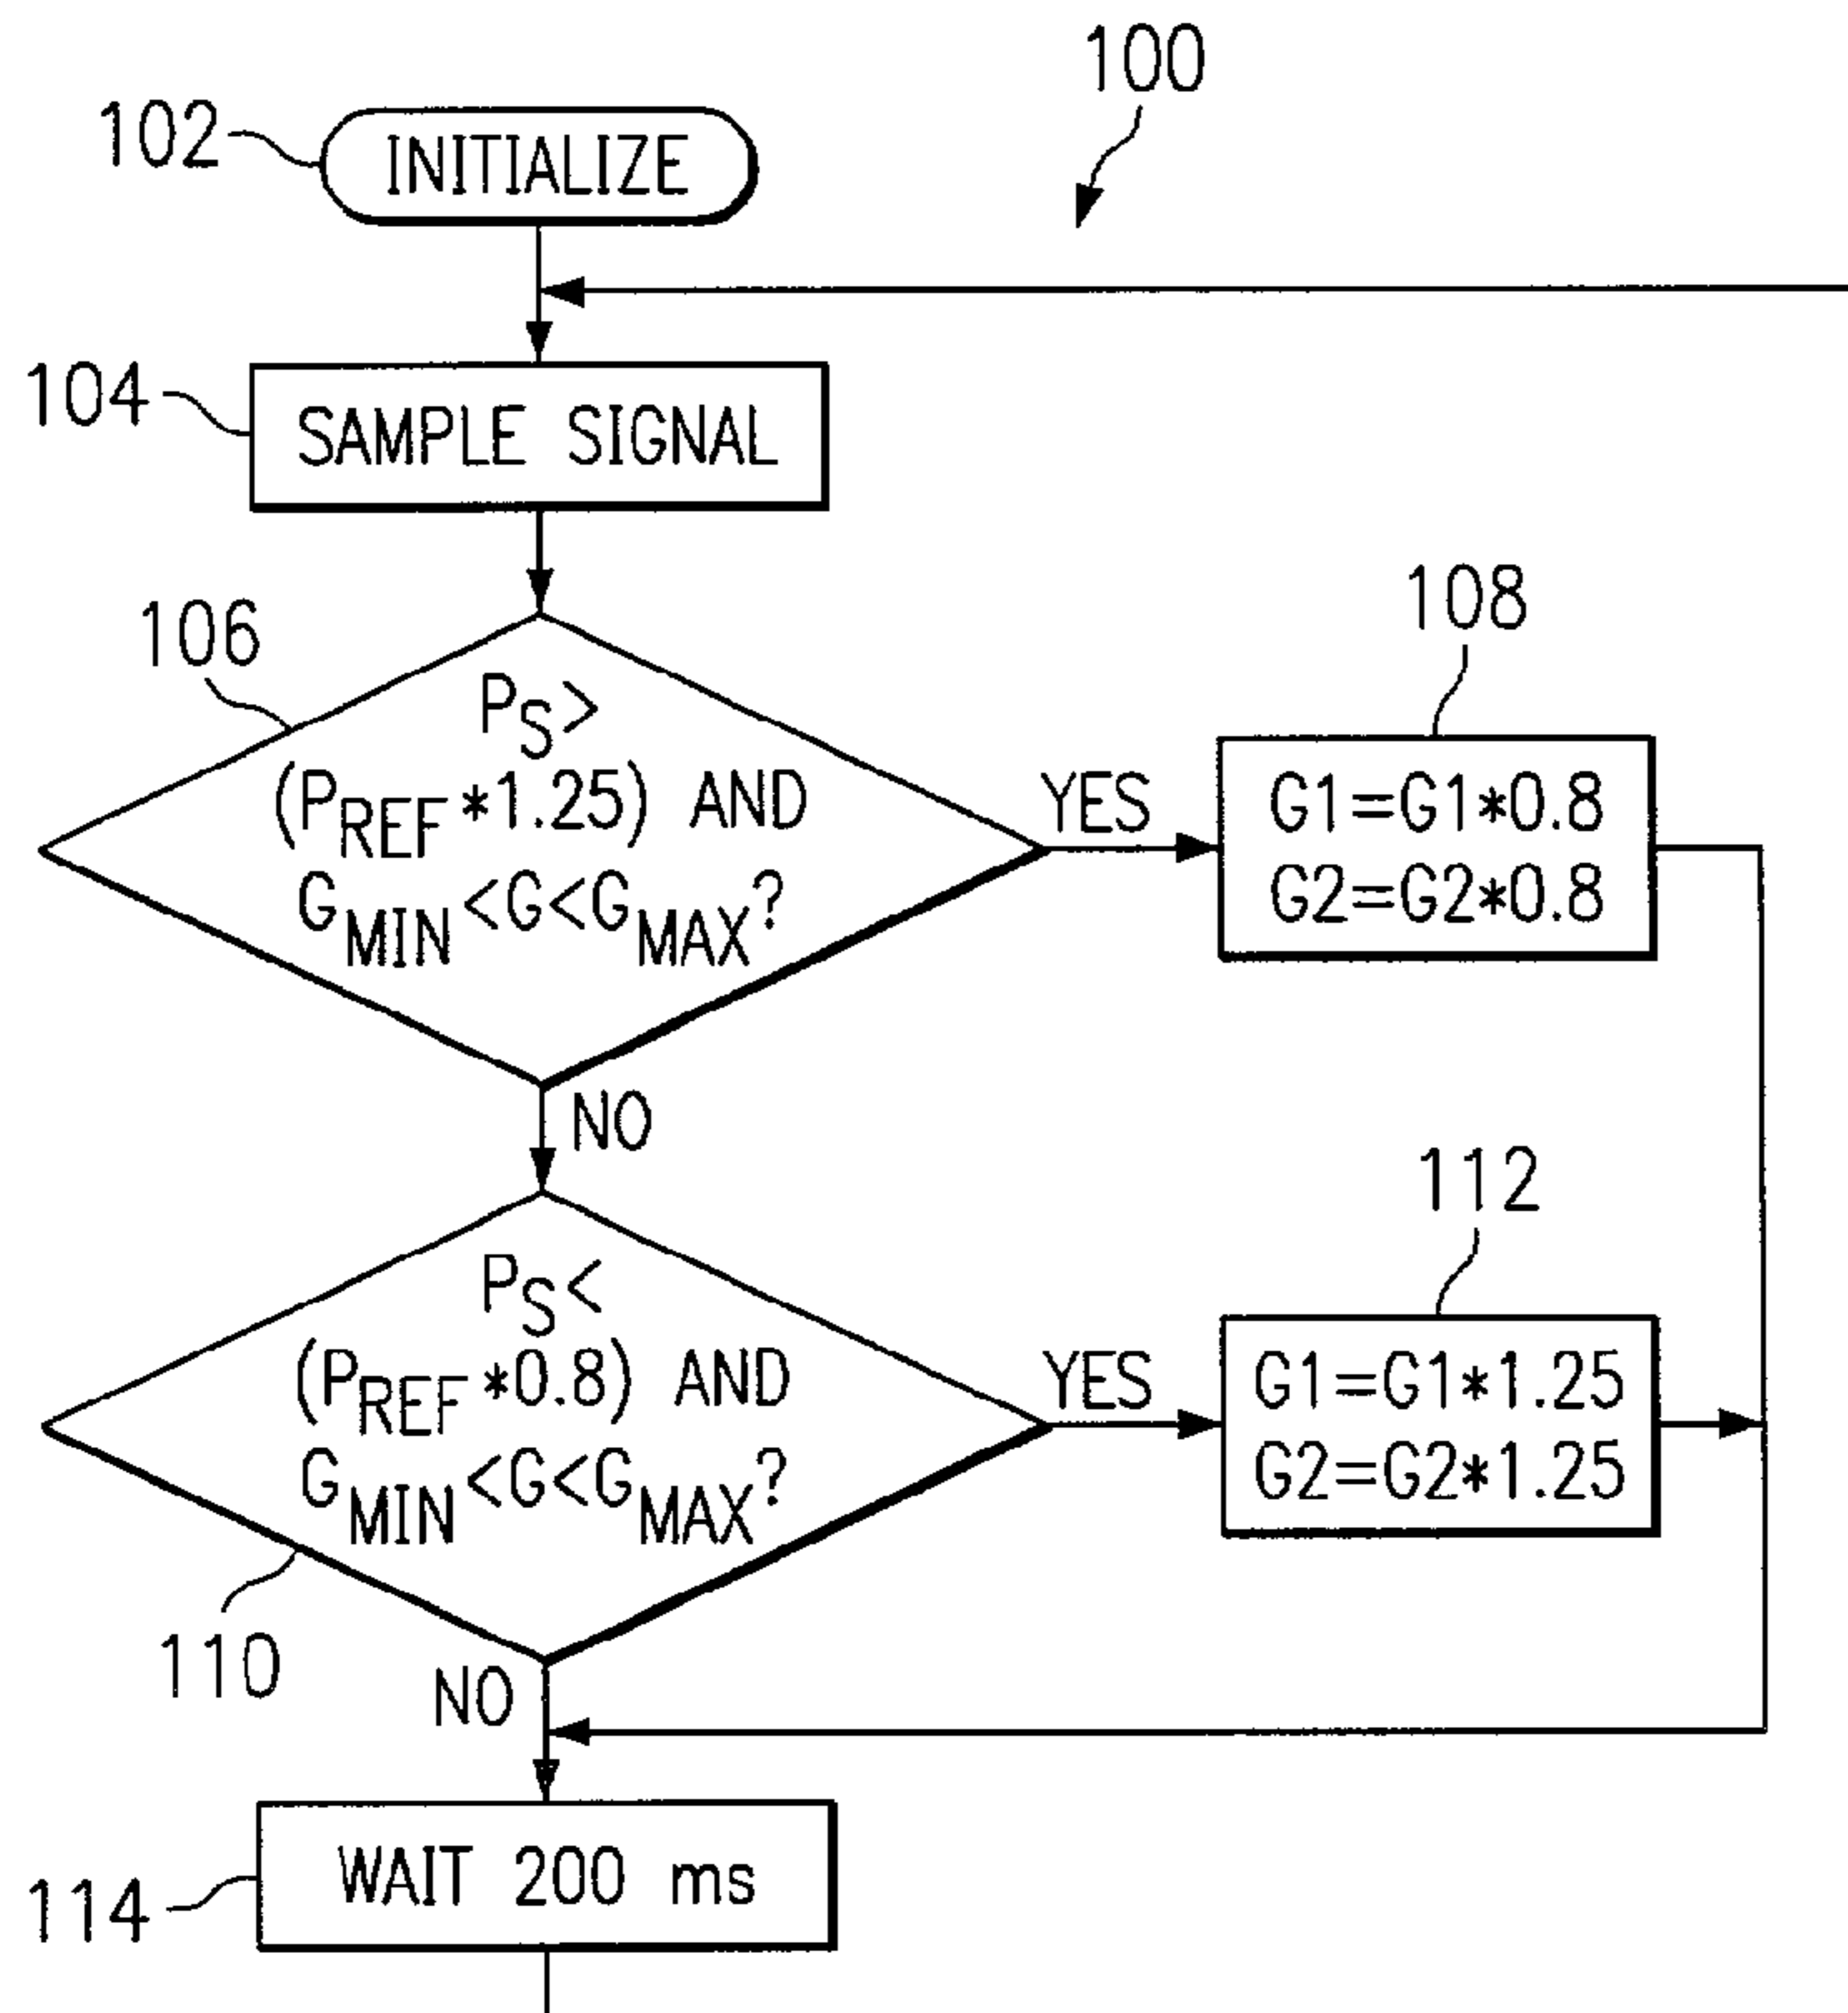 100
102
INITIALIZE
104
SAMPLE SIGNAL
106
PS>
(PREF*1.25) AND
GMIN<G<GMAX?
YES
108
G1=G1*0.8
G2=G2*0.8
NO
PS<
(PREF*0.8) AND
GMIN<G<GMAX?
110
YES
112
G1=G1*1.25
G2=G2*1.25
NO
114
WAIT 200 ms